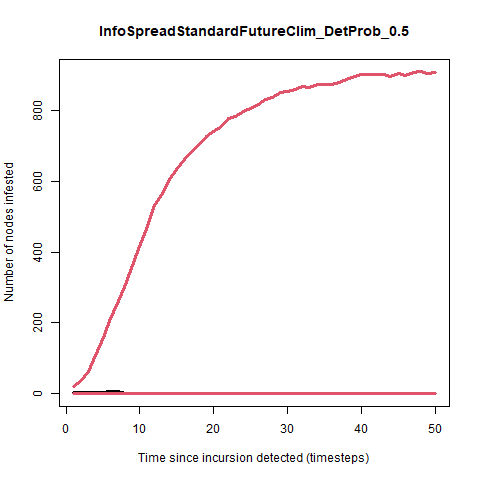 InfoSpreadStandardFutureClim_DetProb_0.5
Number of nodes infested
800
600
400
200
0
0 10 20 30 40 50
Time since incursion detected (timesteps)